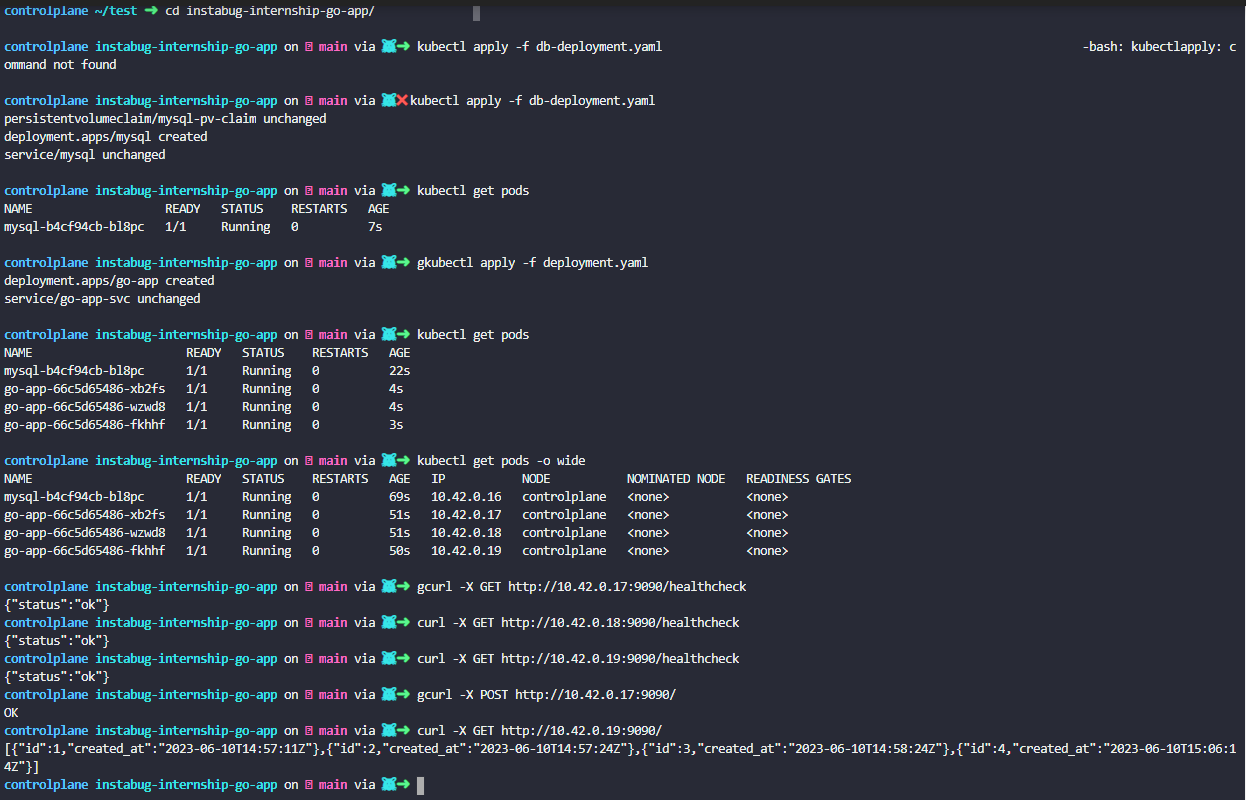 controlplane ~/test ➜ cd instabug-internship-go-app/
controlplane instabug-internship-go-app on main via ➜ kubectl apply -f db-deployment.yaml -bash: kubectlapply: c
ommand not found
controlplane instabug-internship-go-app on main via ✖kubectl apply -f db-deployment.yaml
persistentvolumeclaim/mysql-pv-claim unchanged
deployment.apps/mysql created
service/mysql unchanged
controlplane instabug-internship-go-app on main via ➜ kubectl get pods
NAME READY STATUS RESTARTS AGE
mysql-b4cf94cb-bl8pc 1/1 Running 0 7s
controlplane instabug-internship-go-app on main via ➜ gkubectl apply -f deployment.yaml
deployment.apps/go-app created
service/go-app-svc unchanged
controlplane instabug-internship-go-app on main via ➜ kubectl get pods
NAME READY STATUS RESTARTS AGE
mysql-b4cf94cb-bl8pc 1/1 Running 0 22s
go-app-66c5d65486-xb2fs 1/1 Running 0 4s
go-app-66c5d65486-wzwd8 1/1 Running 0 4s
go-app-66c5d65486-fkhhf 1/1 Running 0 3s
controlplane instabug-internship-go-app on main via ➜ kubectl get pods -o wide
NAME READY STATUS RESTARTS AGE IP NODE NOMINATED NODE READINESS GATES
mysql-b4cf94cb-bl8pc 1/1 Running 0 69s 10.42.0.16 controlplane <none> <none>
go-app-66c5d65486-xb2fs 1/1 Running 0 51s 10.42.0.17 controlplane <none> <none>
go-app-66c5d65486-wzwd8 1/1 Running 0 51s 10.42.0.18 controlplane <none> <none>
go-app-66c5d65486-fkhhf 1/1 Running 0 50s 10.42.0.19 controlplane <none> <none>
controlplane instabug-internship-go-app on main via ➜ gcurl -X GET http://10.42.0.17:9090/healthcheck
{"status":"ok"}
controlplane instabug-internship-go-app on main via ➜ curl -X GET http://10.42.0.18:9090/healthcheck
{"status":"ok"}
controlplane instabug-internship-go-app on main via ➜ curl -X GET http://10.42.0.19:9090/healthcheck
{"status":"ok"}
controlplane instabug-internship-go-app on main via ➜ gcurl -X POST http://10.42.0.17:9090/
OK
controlplane instabug-internship-go-app on main via ➜ curl -X GET http://10.42.0.19:9090/
[{"id":1,"created_at":"2023-06-10T14:57:11Z"},{"id":2,"created_at":"2023-06-10T14:57:24Z"},{"id":3,"created_at":"2023-06-10T14:58:24Z"},{"id":4,"created_at":"2023-06-10T15:06:1
4Z"}]
controlplane instabug-internship-go-app on main via ➜